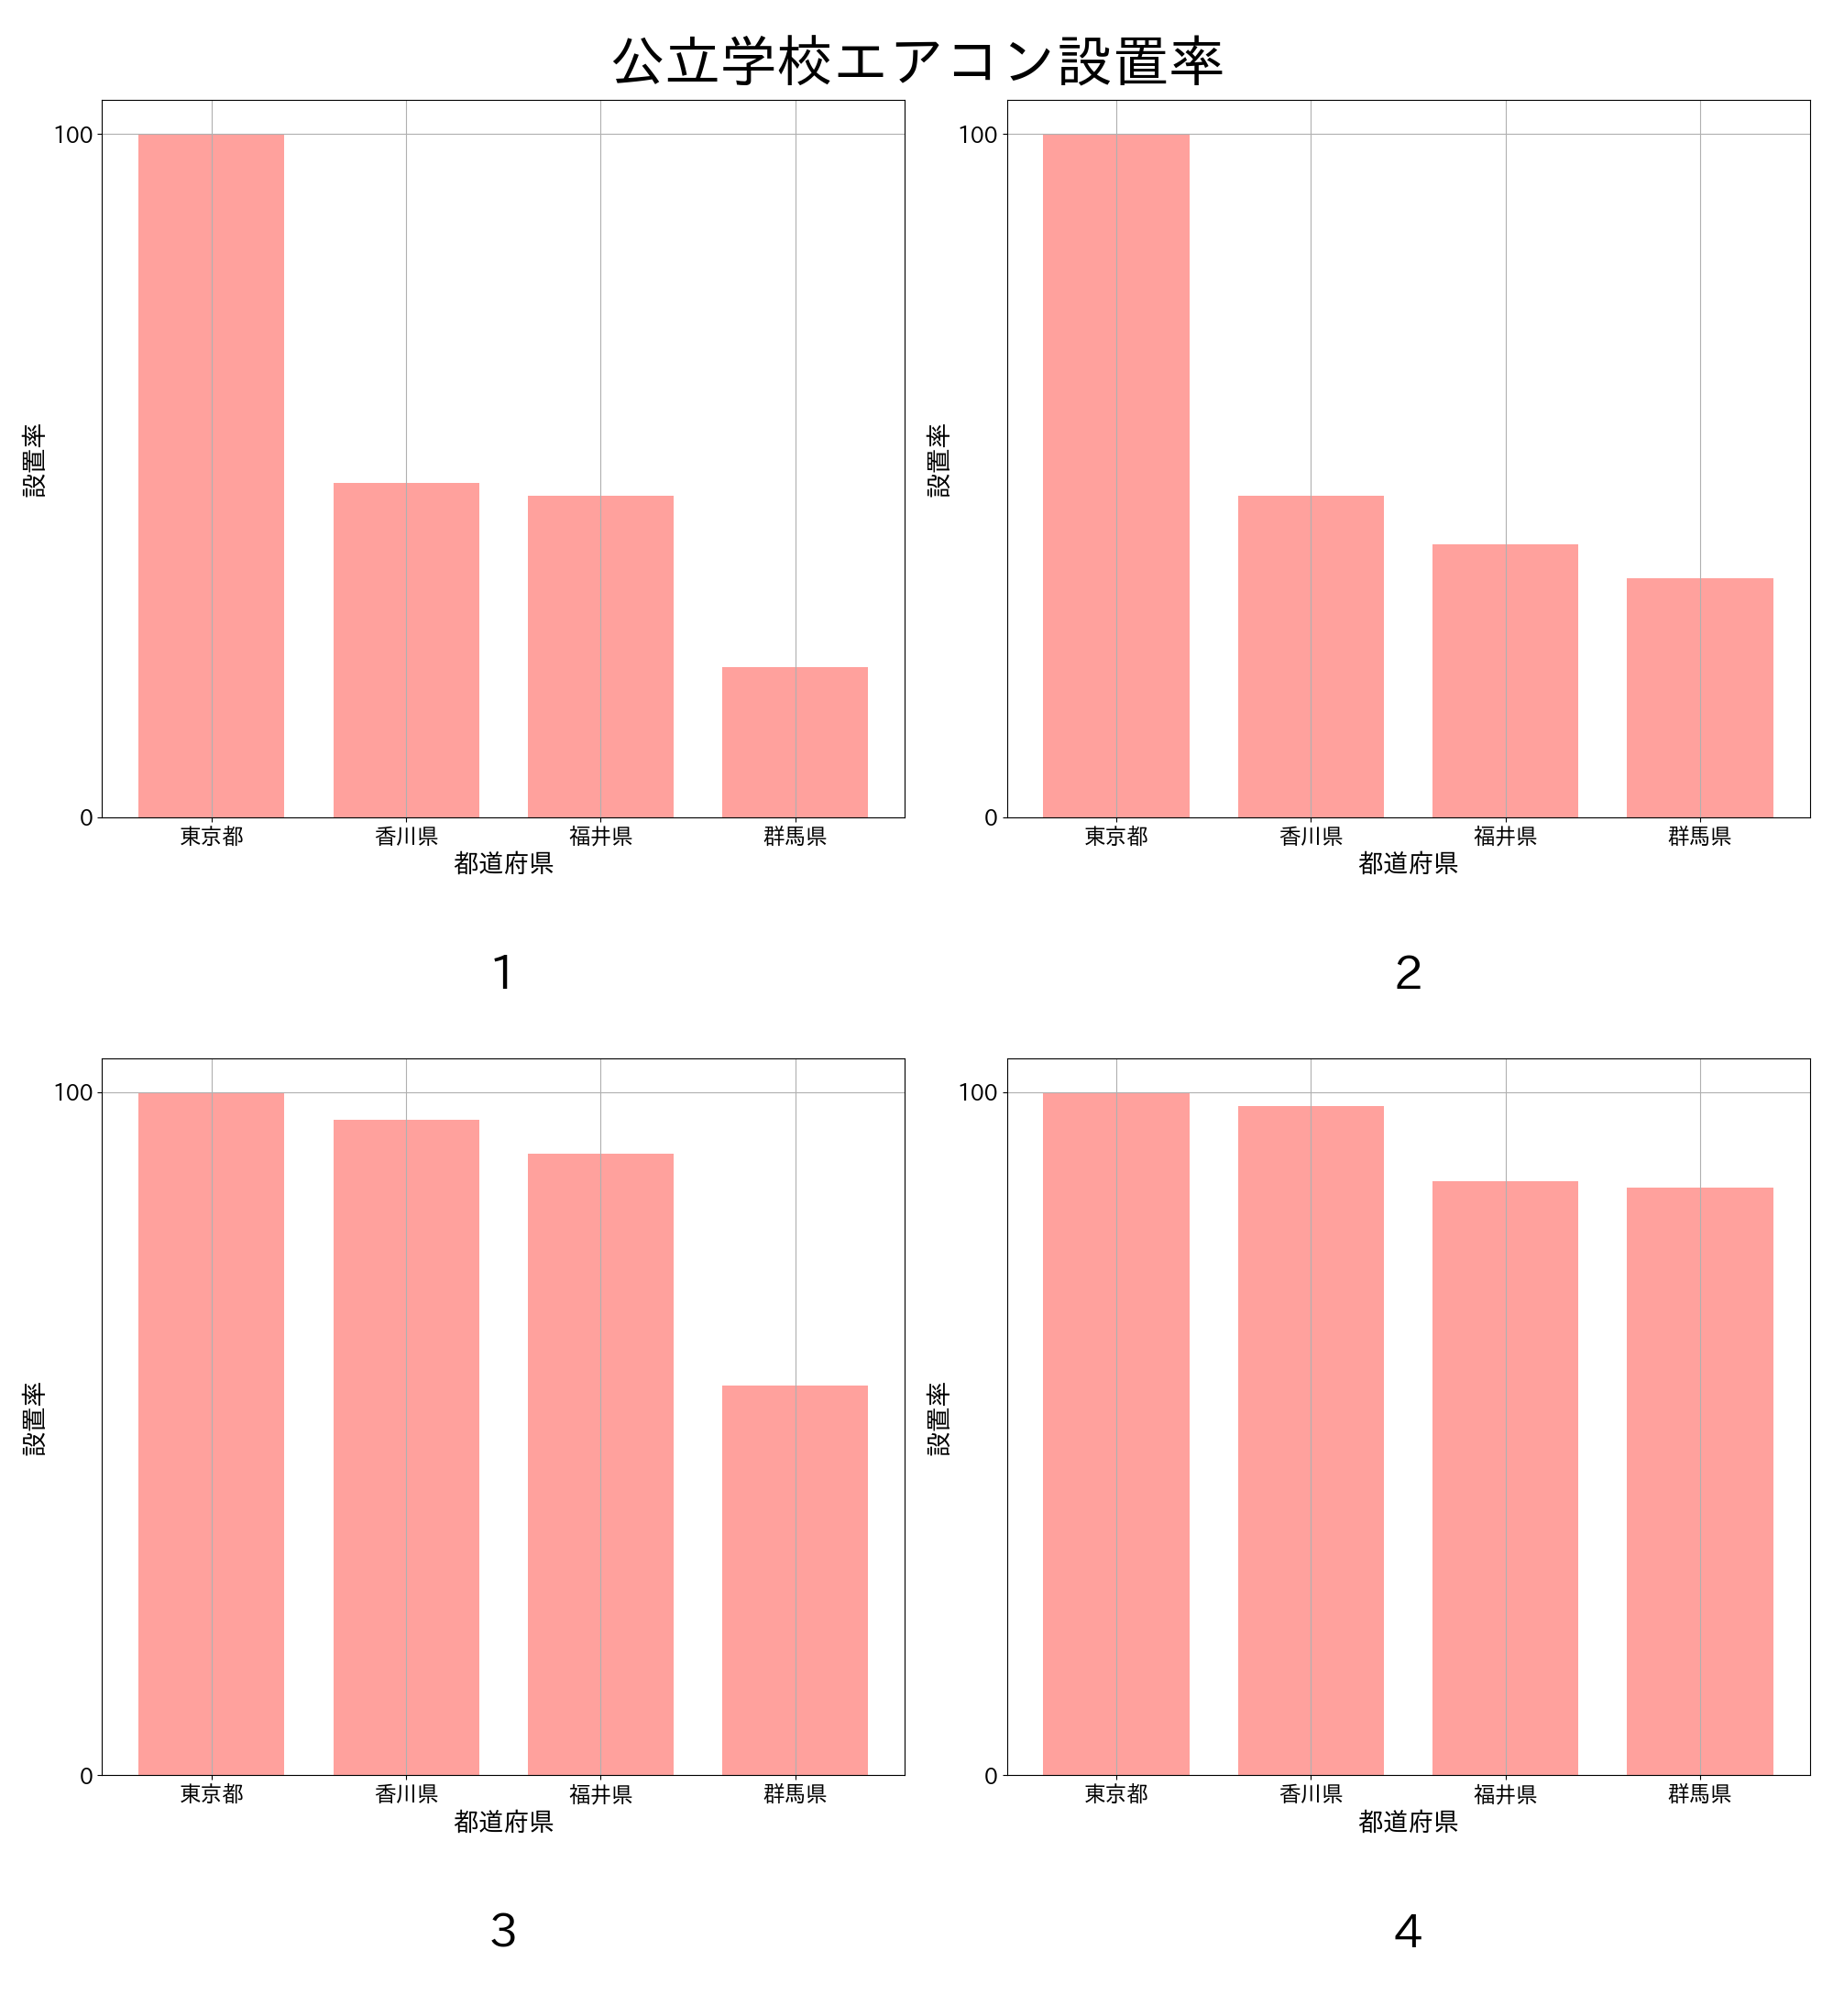 公立学校エアコン設置率
100
0
設置率
東京都 香川県 福井県 群馬県
都道府県
1
100
0
設置率
東京都 香川県 福井県 群馬県
都道府県
2
100
0
設置率
東京都 香川県 福井県 群馬県
都道府県
3
100
0
設置率
東京都 香川県 福井県 群馬県
都道府県
4